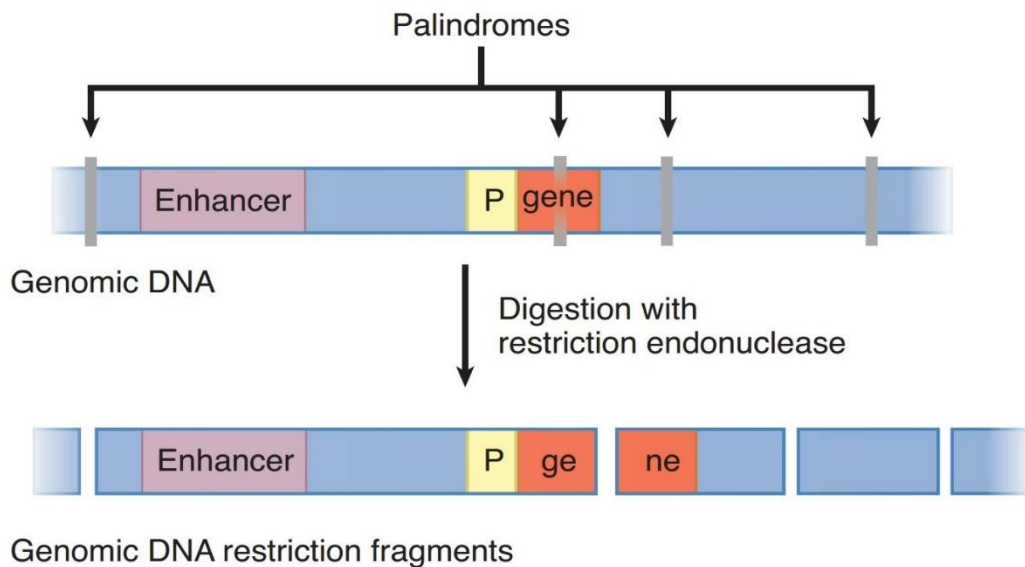 Palindromes
Enhancer
P
gene
Genomic DNA
Digestion with
restriction endonuclease
Enhancer
P
ge
ne
Genomic DNA restriction fragments